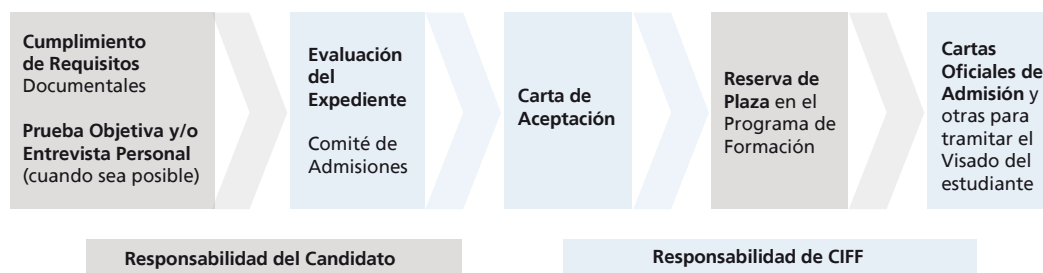 Cumplimiento
de Requisitos
Documentales
Prueba Objetiva y/o
Entrevista Personal
(cuando sea posible)
Evaluación
del
Expediente
Comité de
Admisiones
Carta de
Aceptación
Reserva de
Plaza en el
Programa de
Formación
Cartas
Oficiales de
Admisión y
otras para
tramitar el
Visado del
estudiante
Responsabilidad del Candidato
Responsabilidad de CIFF